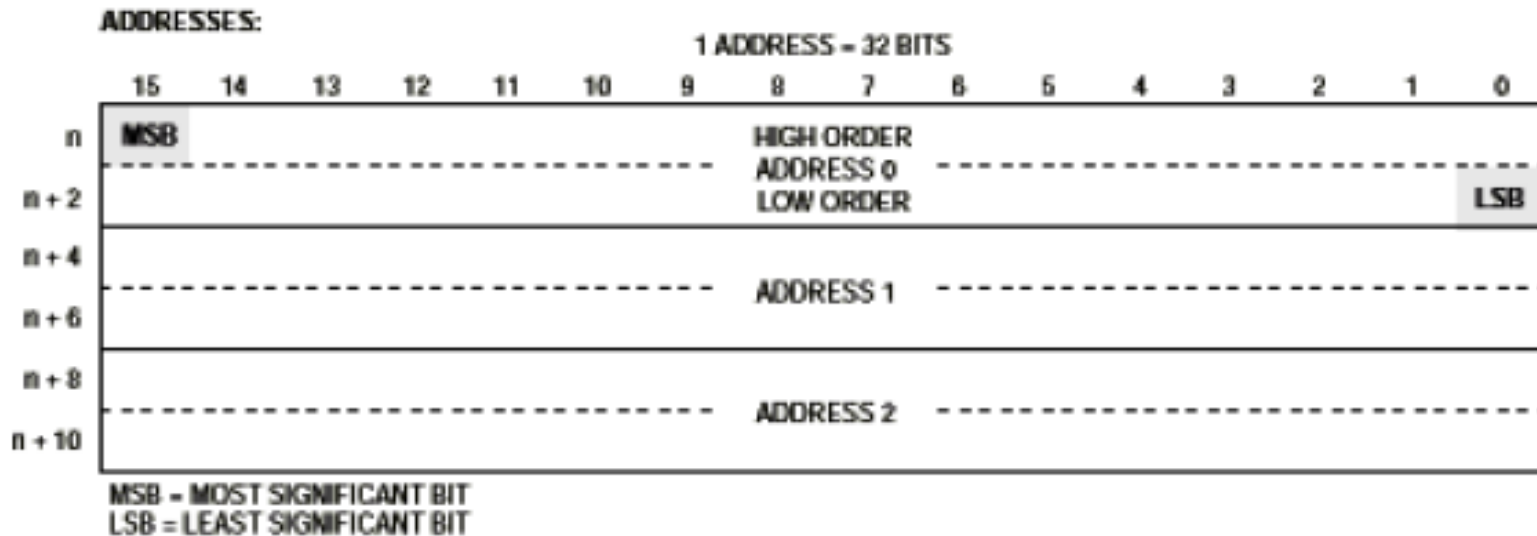 ADDRESSES:
1 ADDRESS = 32 BITS
15 14 13 12 11 10 9 8 7 6 5 4 3 2 1 0
n MSB HIGH ORDER
ADDRESS 0
n + 2 LOW ORDER LSB
n + 4
ADDRESS 1
n + 6
n + 8
ADDRESS 2
n + 10
MSB = MOST SIGNIFICANT BIT
LSB = LEAST SIGNIFICANT BIT